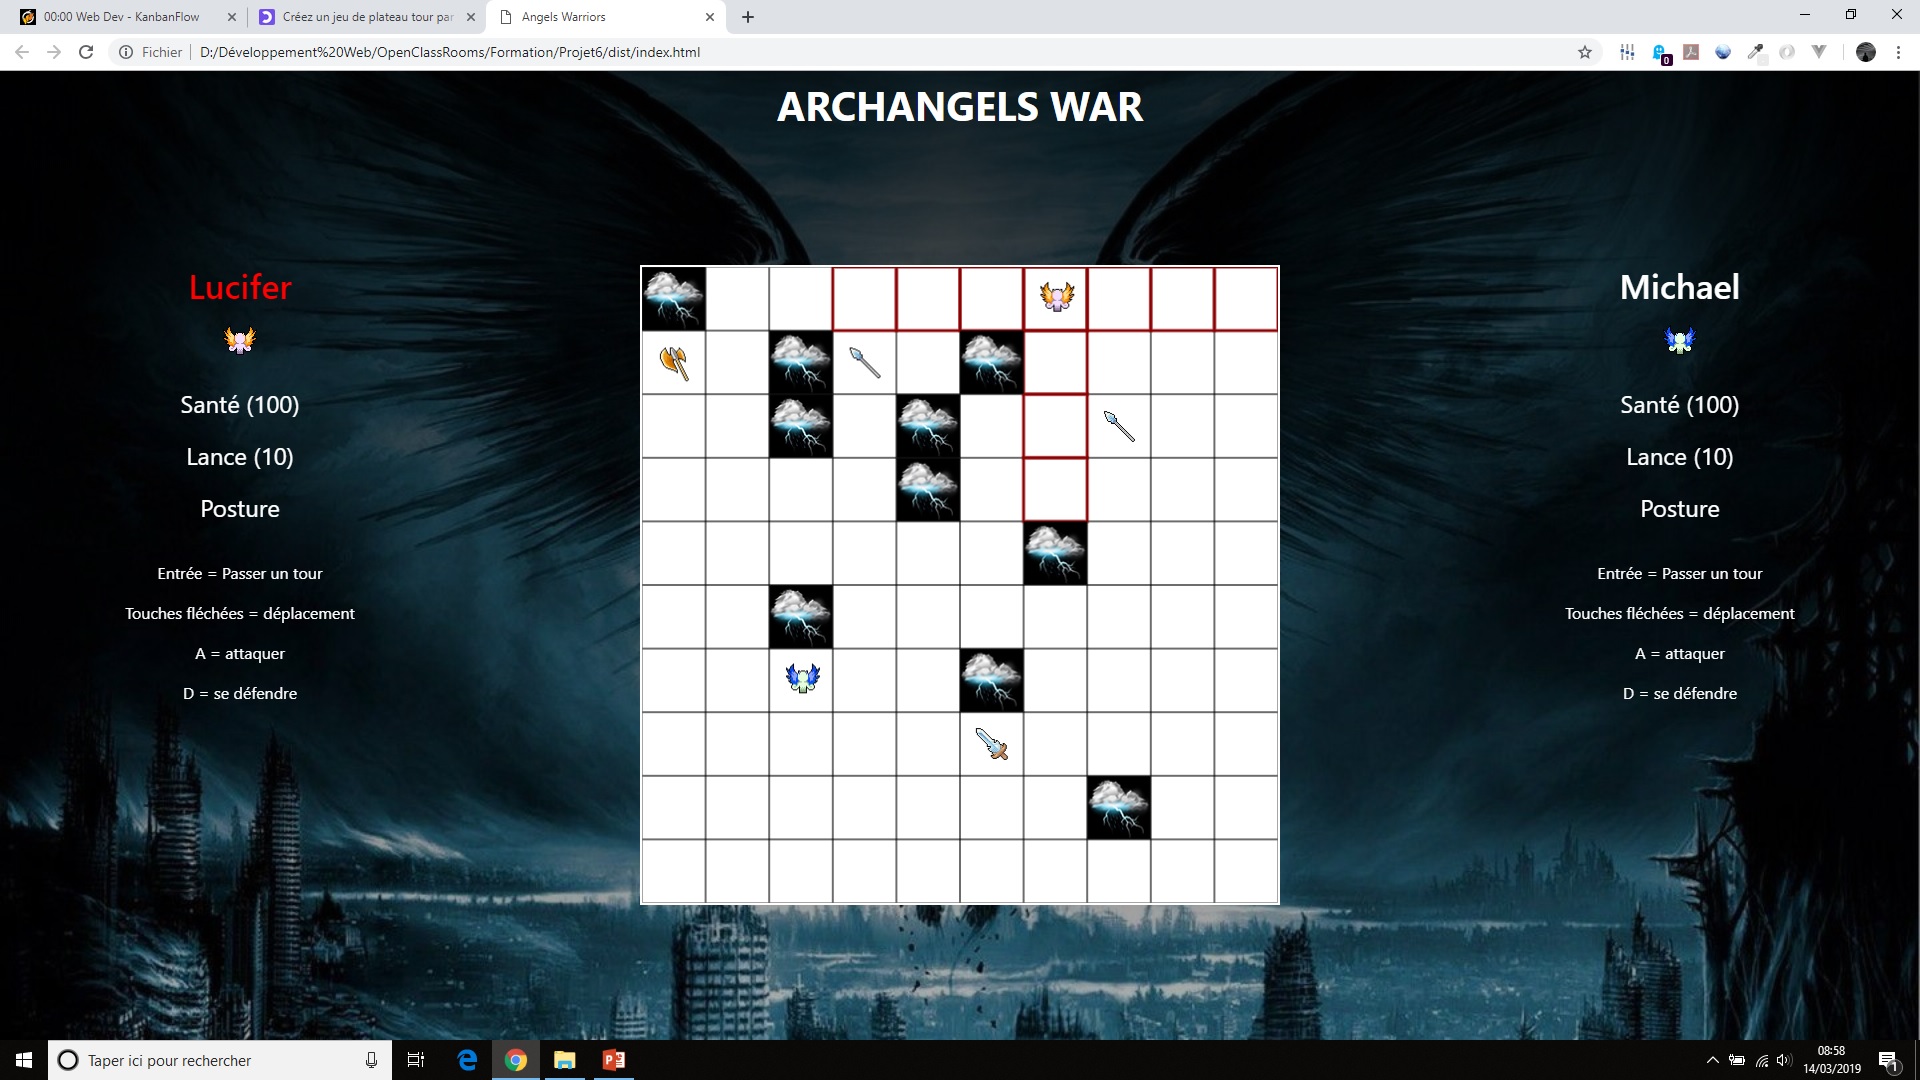 00:00 Web Dev - KanbanFlow
Créez un jeu de plateau tour par
Angels Warriors
Fichier
D:/Développement%20Web/OpenClassRooms/Formation/Projet6/dist/index.html
0
ARCHANGELS WAR
Lucifer
Santé (100)
Lance (10)
Posture
Entrée = Passer un tour
Touches fléchées = déplacement
A = attaquer
D = se défendre
Michael
Santé (100)
Lance (10)
Posture
Entrée = Passer un tour
Touches fléchées = déplacement
A = attaquer
D = se défendre
Taper ici pour rechercher
08:58
14/03/2019
1